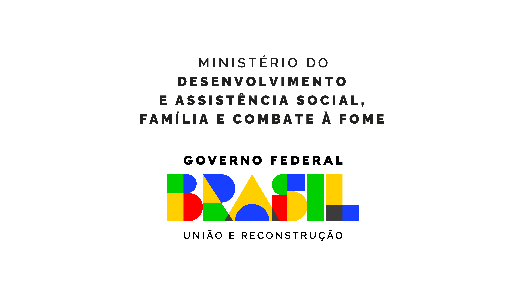 MINISTÉRIO DO
DESENVOLVIMENTO
E ASSISTÊNCIA SOCIAL,
FAMÍLIA E COMBATE À FOME
GOVERNO FEDERAL
BRASIL
UNIÃO E RECONSTRUÇÃO